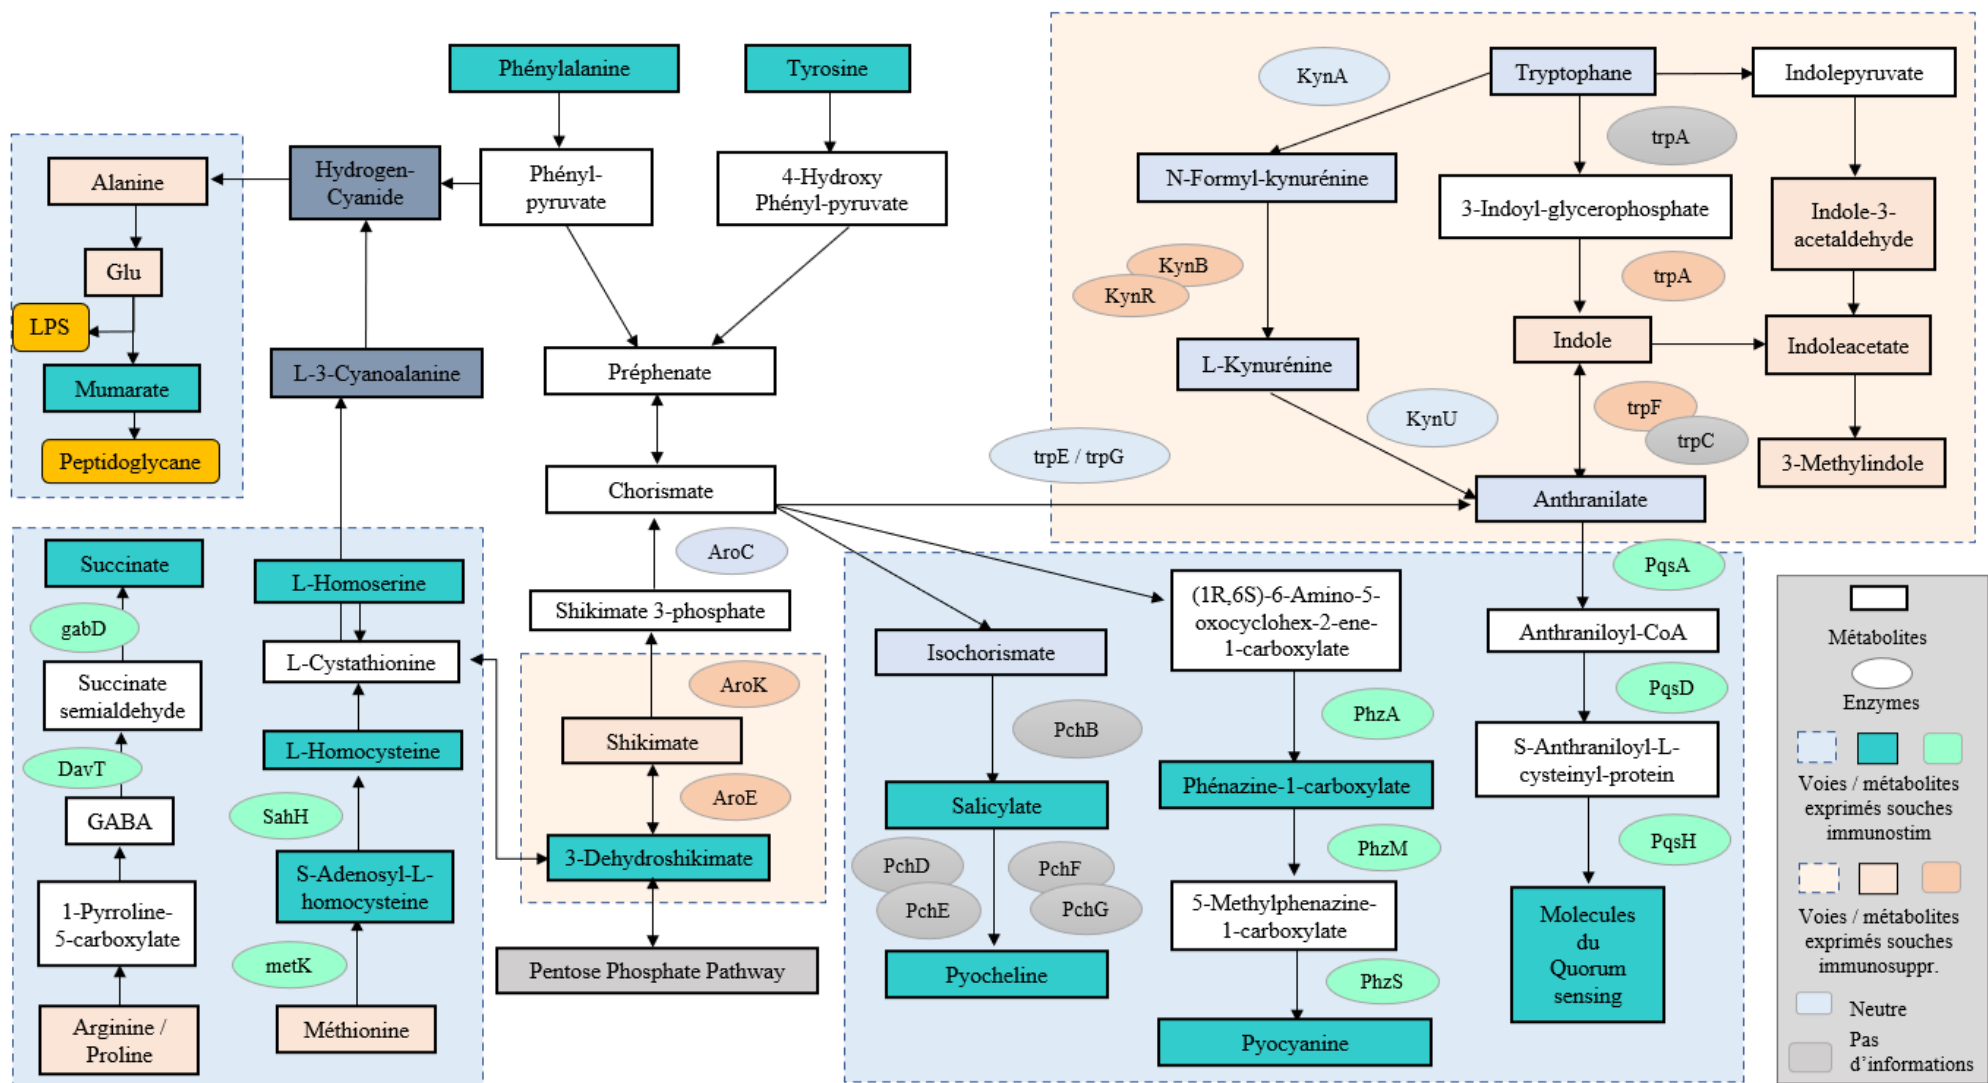 Phénylalanine
Tyrosine
Phényl-
pyruvate
4-Hydroxy
Phényl-pyruvate
Hydrogen-
Cyanide
Alanine
Glu
LPS
Mumarate
Peptidoglycane
L-3-Cyanoalanine
Préphenate
Chorismate
AroC
Shikimate 3-phosphate
AroK
Shikimate
AroE
3-Dehydroshikimate
Pentose Phosphate Pathway
Succinate
gabD
Succinate
semialdehyde
DavT
GABA
1-Pyrroline-
5-carboxylate
Arginine /
Proline
L-Homoserine
L-Cystathionine
L-Homocysteine
SahH
S-Adenosyl-L-
homocysteine
metK
Méthionine
KynA
Tryptophane
Indolepyruvate
trpA
N-Formyl-kynurénine
3-Indoyl-glycerophosphate
Indole-3-
acetaldehyde
KynB
KynR
trpA
L-Kynurénine
Indole
Indoleacetate
trpE / trpG
KynU
trpF
trpC
3-Methylindole
Anthranilate
Isochorismate
PchB
Salicylate
PchD
PchE
PchF
PchG
Pyocheline
(1R,6S)-6-Amino-5-
oxocyclohex-2-ene-
1-carboxylate
PhzA
Phénazine-1-carboxylate
PhzM
5-Methylphenazine-
1-carboxylate
PhzS
Pyocyanine
PqsA
Anthraniloyl-CoA
PqsD
S-Anthraniloyl-L-
cysteinyl-protein
PqsH
Molecules
du
Quorum
sensing
Métabolites
Enzymes
Voies / métabolites
exprimés souches
immunostim
Voies / métabolites
exprimés souches
immunosuppr.
Neutre
Pas
d'informations